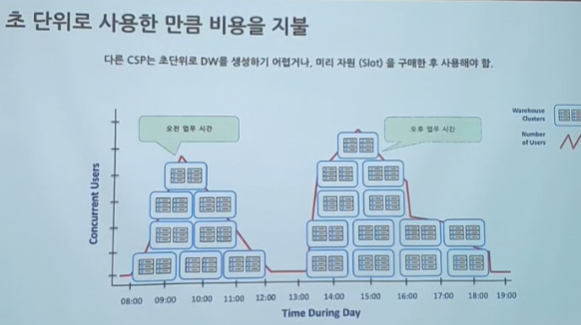 초 단위로 사용한 만큼 비용을 지불
다른 CSP는 초단위로 DW를 생성하기 어렵거나, 미리 자원 (Slot) 을 구매한 후 사용해야 함.
Warehouse
Clusters
Number
of Users
오전 업무 시간
오후 업무 시간
Concurrent Users
08:00 09:00 10:00 11:00 12:00 13:00 14:00 15:00 16:00 17:00 18:00 19:00
Time During Day